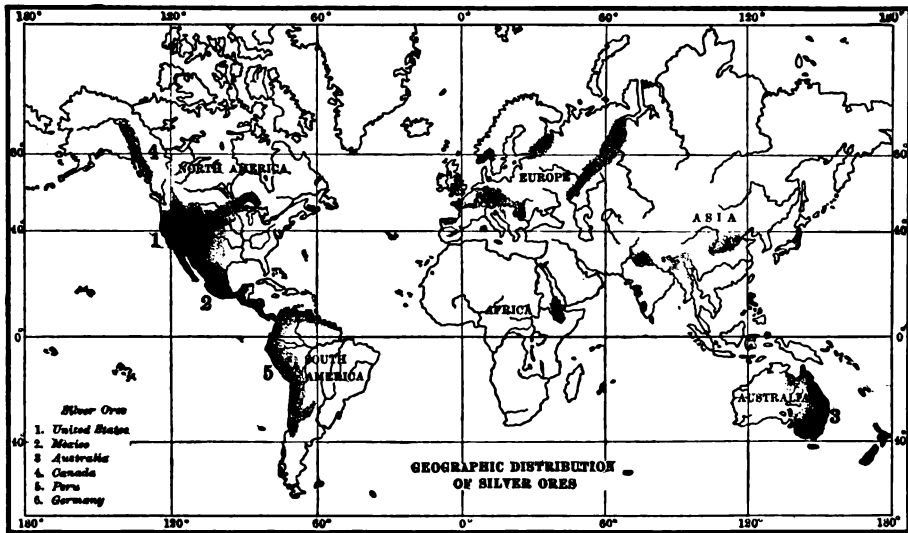 180° 120° 60° 0° 60° 120° 180°
60° 60°
40° 40°
0° 0°
40° 40°
4
NORTH AMERICA
EUROPE
ASIA
1
2
AFRICA
5
SOUTH
AMERICA
AUSTRALIA
3
Silver Ores
1. United States
2. Mexico
3 Australia
4. Canada
5. Peru
6. Germany
GEOGRAPHIC DISTRIBUTION
OF SILVER ORES
180° 120° 60° 0° 60° 120° 180°